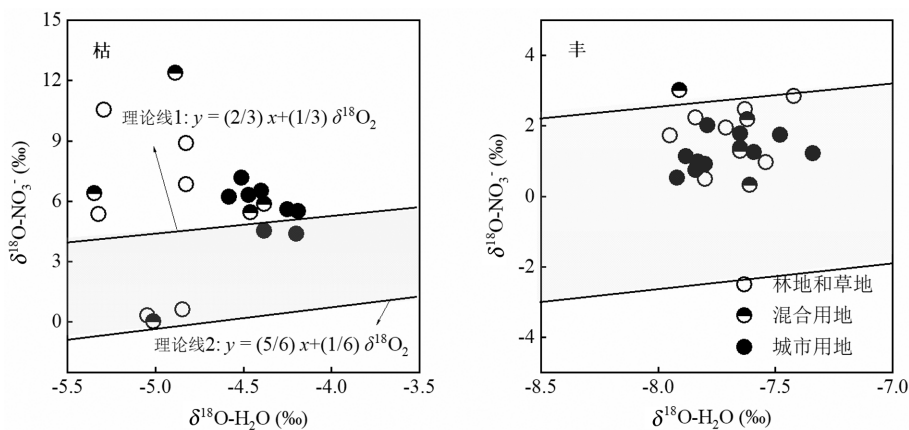 15
12
9
6
3
0
δ¹⁸O-NO₃⁻ (‰)
枯
理论线1: y = (2/3) x+(1/3) δ¹⁸O₂
理论线2: y = (5/6) x+(1/6) δ¹⁸O₂
-5.5 -5.0 -4.5 -4.0 -3.5
δ¹⁸O-H₂O (‰)
4
2
0
-2
-4
δ¹⁸O-NO₃⁻ (‰)
丰
林地和草地
混合用地
城市用地
-8.5 -8.0 -7.5 -7.0
δ¹⁸O-H₂O (‰)